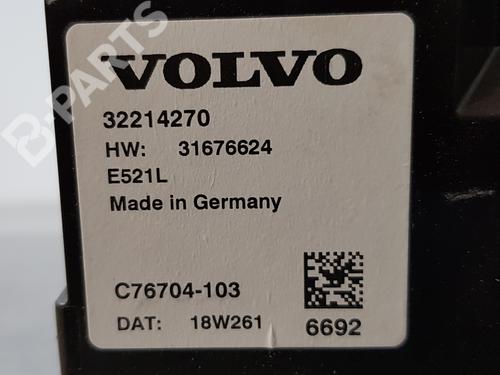 B-PARTS
VOLVO
32214270
HW: 31676624
E521L
Made in Germany
C76704-103
DAT: 18W261
6692